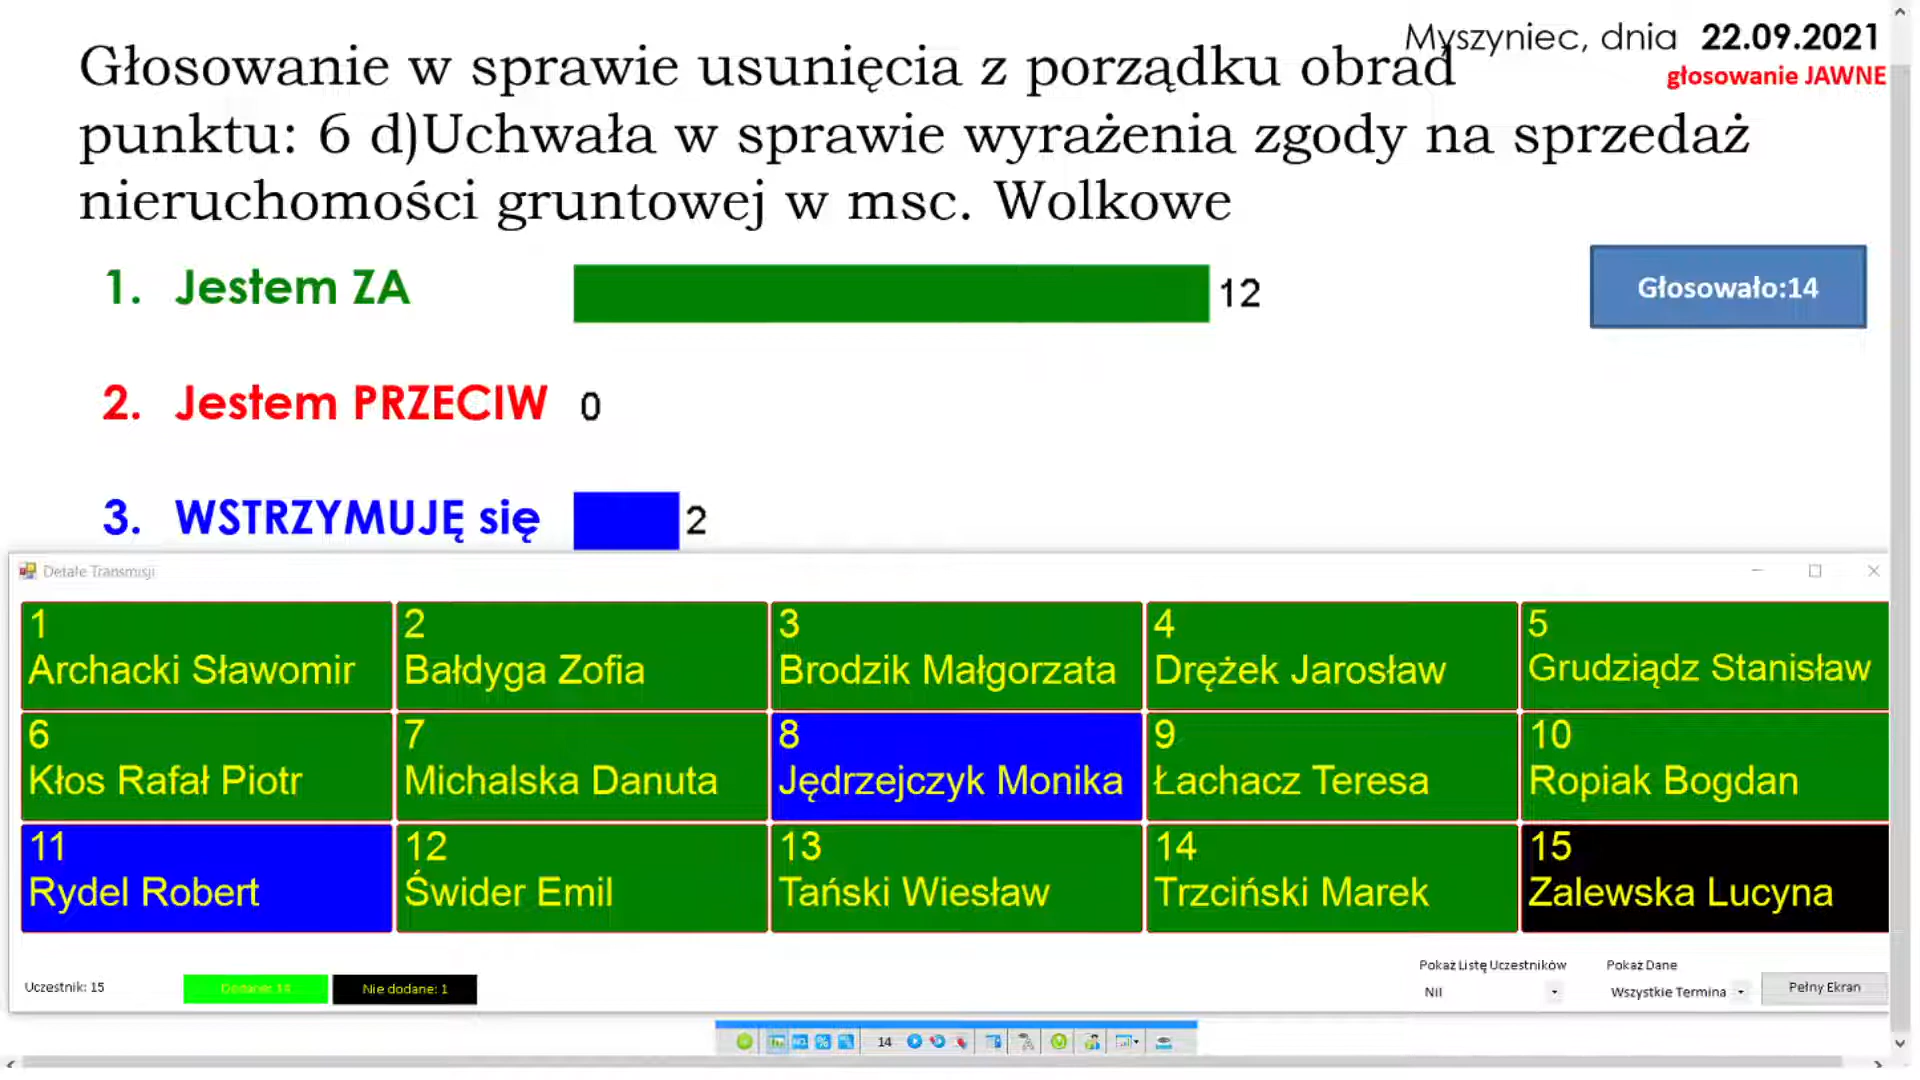 Myszyniec, dnia 22.09.2021
głosowanie JAWNE
Głosowanie w sprawie usunięcia z porządku obrad
punktu: 6 d)Uchwała w sprawie wyrażenia zgody na sprzedaż
nieruchomości gruntowej w msc. Wolkowe
1. Jestem ZA 12
Głosowało:14
2. Jestem PRZECIW 0
3. WSTRZYMUJĘ się 2
Detale Transmisji
1 2 3 4 5
Archacki Sławomir Bałdyga Zofia Brodzik Małgorzata Drężek Jarosław Grudziądz Stanisław
6 7 8 9 10
Kłos Rafał Piotr Michalska Danuta Jędrzejczyk Monika Łachacz Teresa Ropiak Bogdan
11 12 13 14 15
Rydel Robert Świder Emil Tański Wiesław Trzciński Marek Zalewska Lucyna
Pokaż Listę Uczestników Pokaż Dane
Uczestnik: 15 Dodane: 14 Nie dodane: 1 Nil Wszystkie Termina Pełny Ekran
14